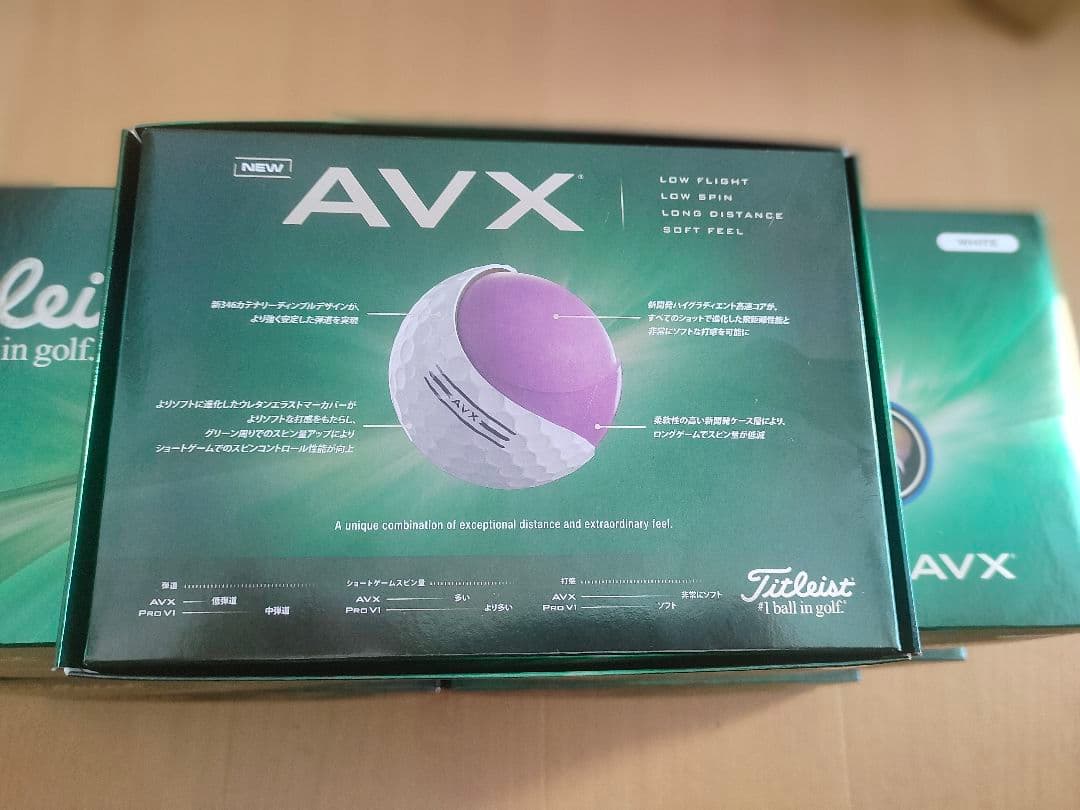 NEW
AVX
LOW FLIGHT
LOW SPIN
LONG DISTANCE
SOFT FEEL
新346カテナリーディンプルデザインが、
より強く安定した弾道を実現
新開発ハイグラディエント高速コアが、
すべてのショットで進化した飛距離性能と
非常にソフトな打感を可能に
よりソフトに進化したウレタンエラストマーカバーが
よりソフトな打感をもたらし、
グリーン周りでのスピン量アップにより
ショートゲームでのスピンコントロール性能が向上
柔軟性の高い新開発ケース層により、
ロングゲームでスピン量が低減
AVX
A unique combination of exceptional distance and extraordinary feel.
弾道
AVX 低弾道
PRO V1 中弾道
ショートゲームスピン量
AVX 多い
PRO V1 より多い
打感
AVX 非常にソフト
PRO V1 ソフト
Titleist
#1 ball in golf.
lei
in golf.
WHITE
AVX